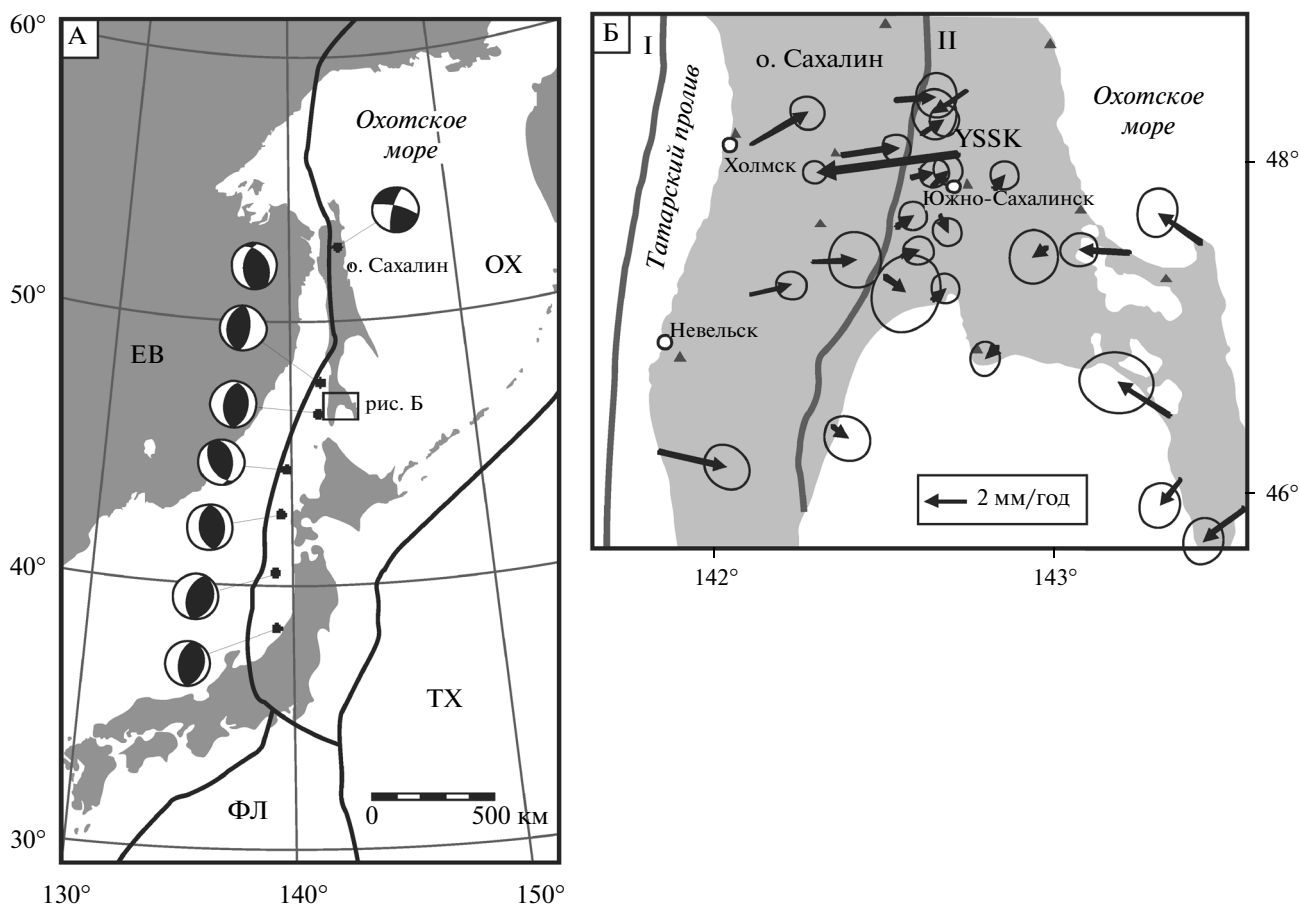 60°
А
Охотское
море
о. Сахалин
ОХ
50°
ЕВ
рис. Б
40°
ТХ
ФЛ
0
500 км
30°
130°
140°
150°
Б
I
II
о. Сахалин
Татарский пролив
Охотское
море
YSSK
Холмск
48°
Южно-Сахалинск
Невельск
2 мм/год
46°
142°
143°